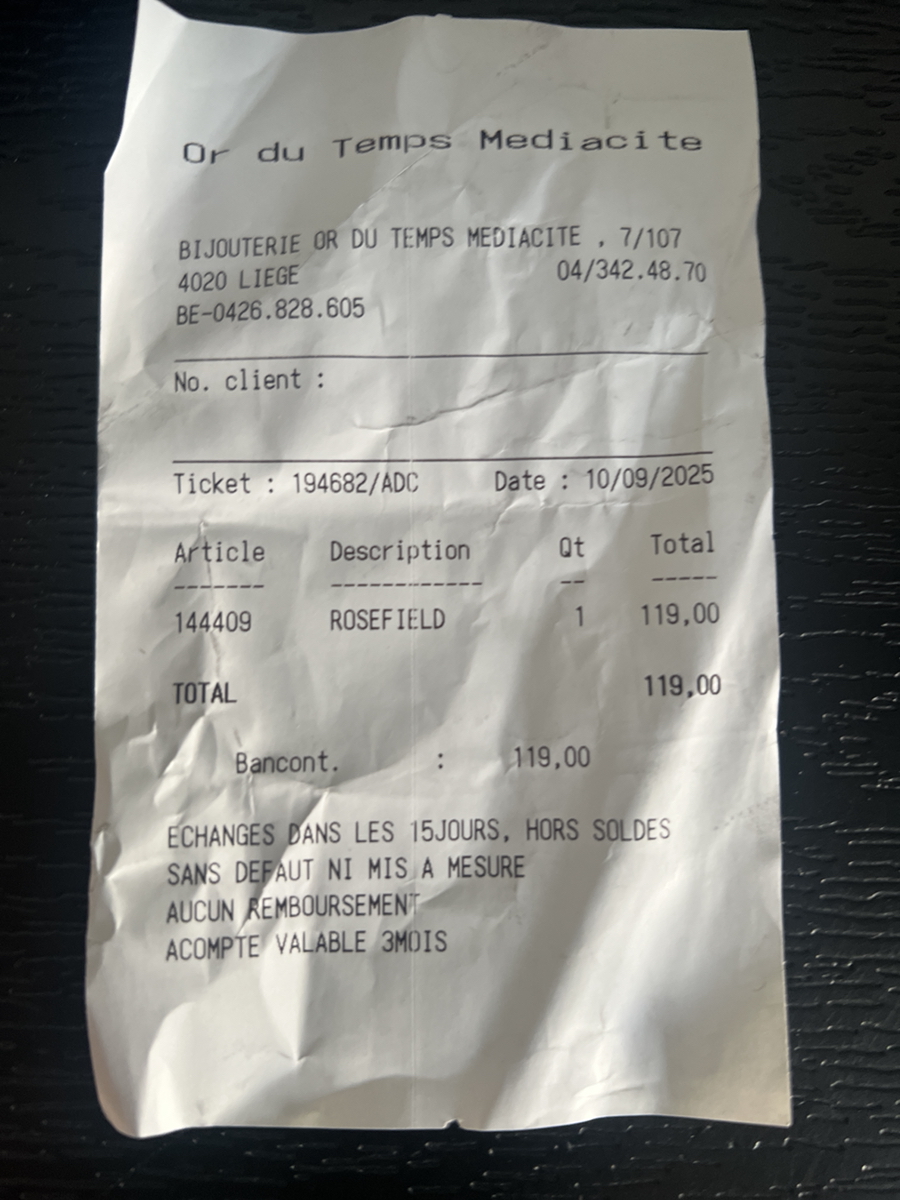 Or du Temps Mediacite
BIJOUTERIE OR DU TEMPS MEDIACITE , 7/107
4020 LIEGE 04/342.48.70
BE-0426.828.605
No. client :
Ticket : 194682/ADC Date : 10/09/2025
Article Description Qt Total
------- ------------ -- -----
144409 ROSEFIELD 1 119,00
TOTAL 119,00
Bancont. : 119,00
ECHANGES DANS LES 15JOURS, HORS SOLDES
SANS DEFAUT NI MIS A MESURE
AUCUN REMBOURSEMENT
ACOMPTE VALABLE 3MOIS